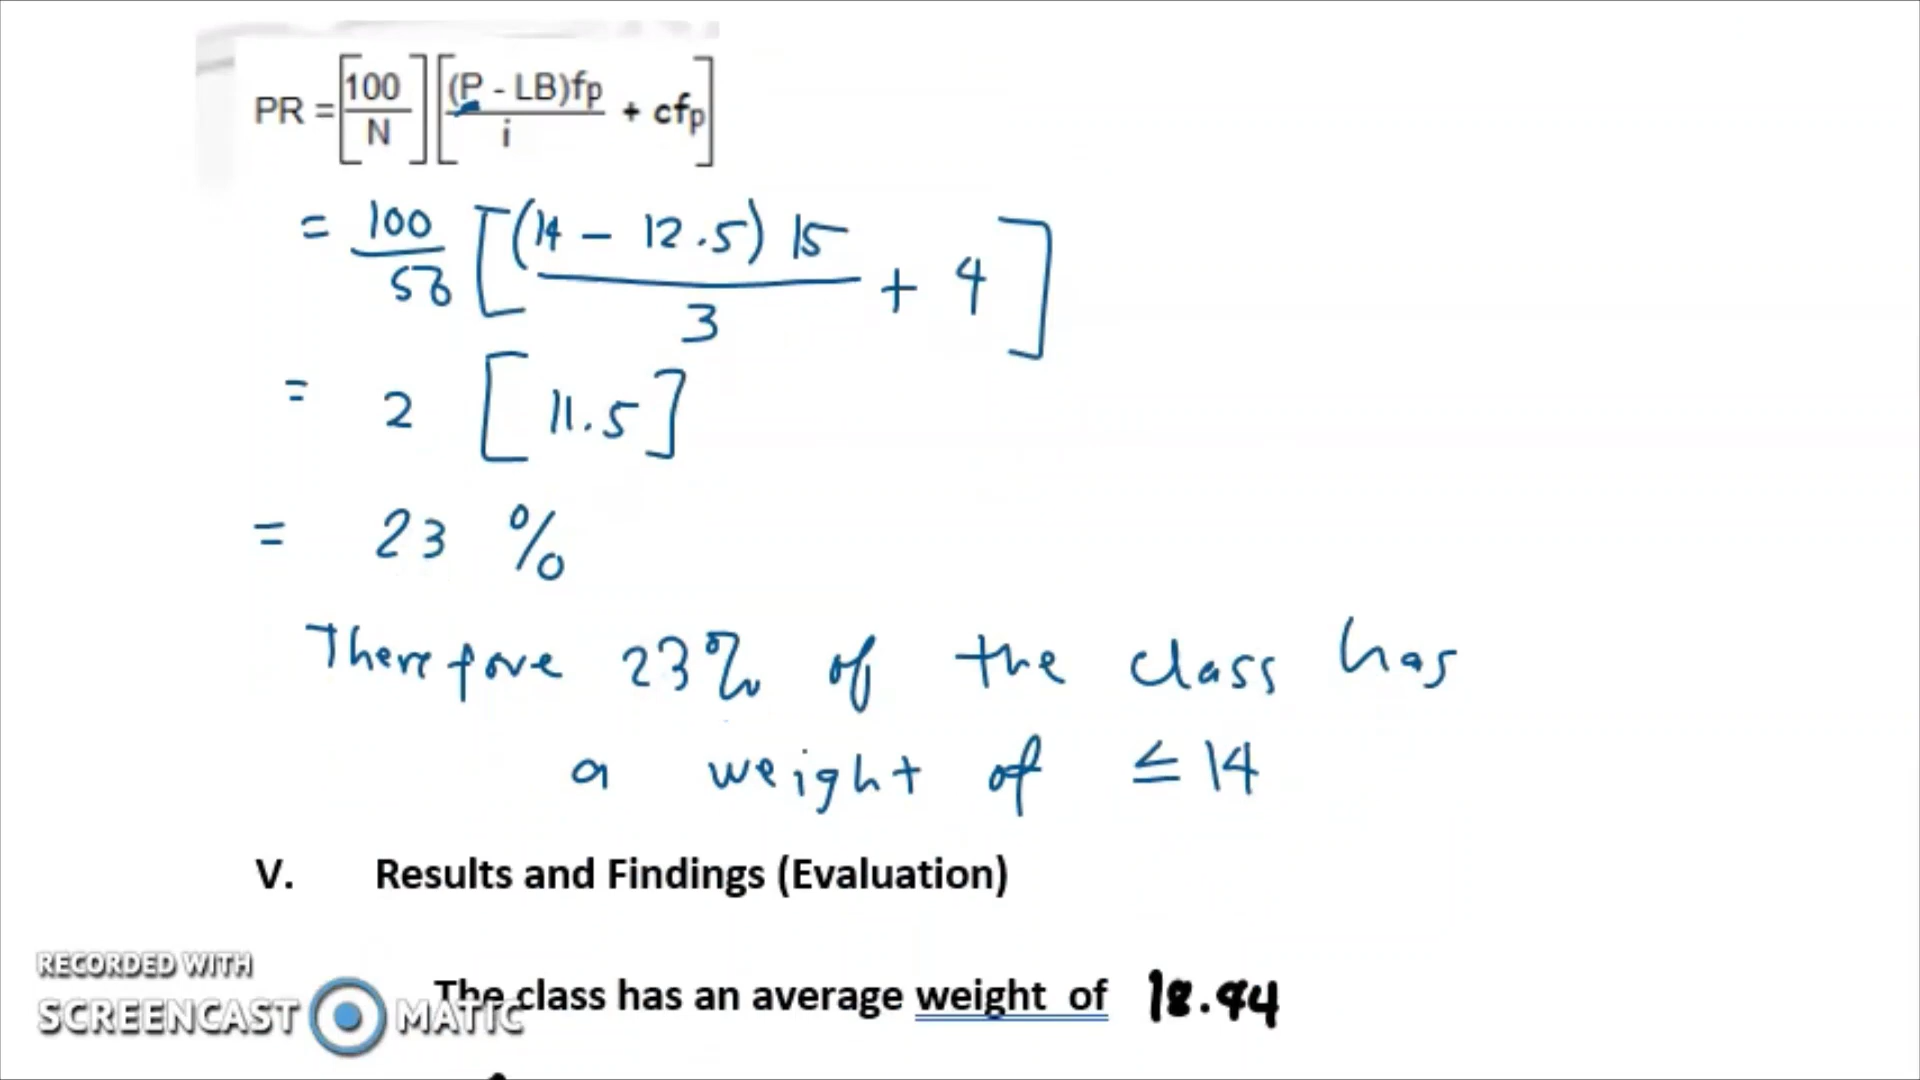 PR = [100/N] [(P - LB)fp/i + cfp]
= 100/50 [(14 - 12.5) 15/3 + 4]
= 2 [11.5]
= 23 %
Therefore 23% of the class has
a weight of ≤ 14
V. Results and Findings (Evaluation)
The class has an average weight of 18.94
RECORDED WITH
SCREENCAST MATIC